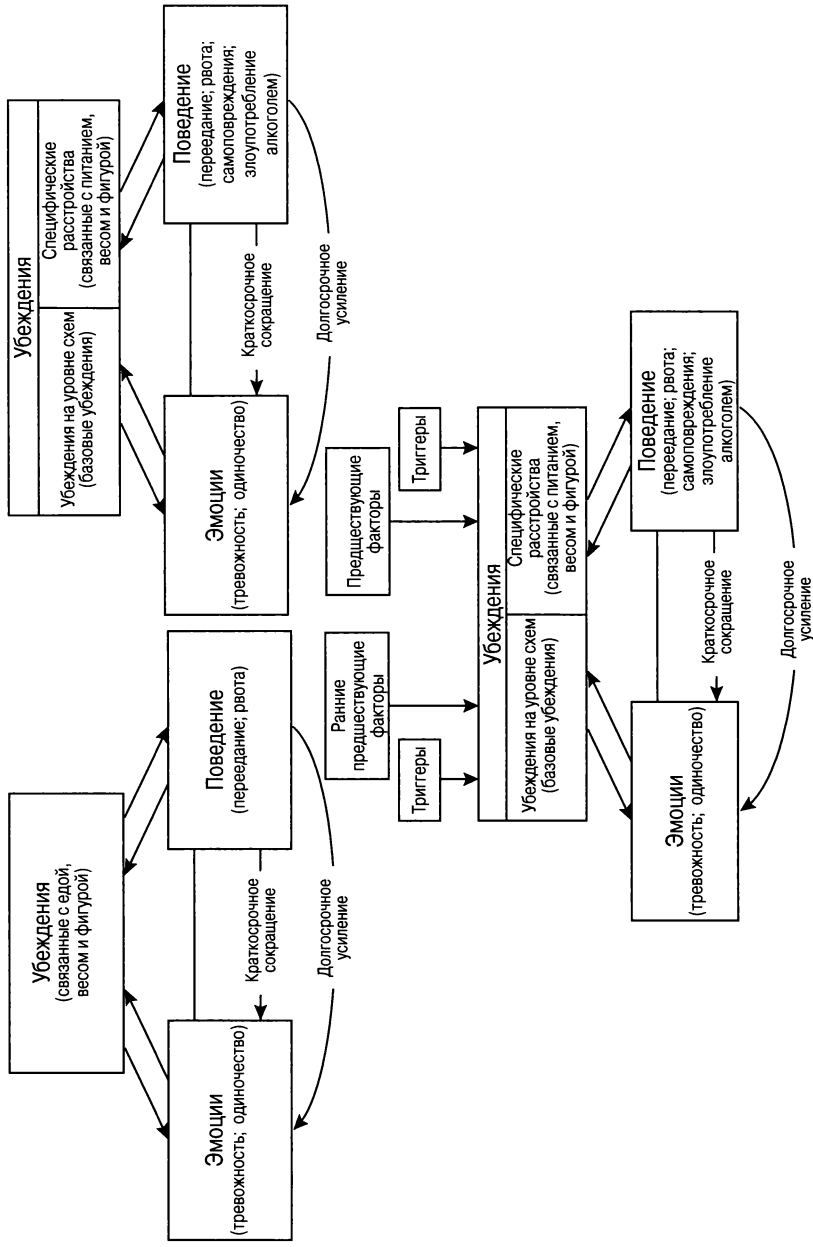 Убеждения
(связанные с едой,
весом и фигурой)
Эмоции
(тревожность; одиночество)
Поведение
(переедание; рвота)
Краткосрочное
сокращение
Долгосрочное
усиление
Убеждения
Убеждения на уровне схем
(базовые убеждения)
Специфические
расстройства
(связанные с питанием,
весом и фигурой)
Эмоции
(тревожность; одиночество)
Поведение
(переедание; рвота;
самоповреждения;
злоупотребление
алкоголем)
Краткосрочное
сокращение
Долгосрочное
усиление
Ранние
предшествующие
факторы
Предществующие
факторы
Триггеры
Триггеры
Убеждения
Убеждения на уровне схем
(базовые убеждения)
Специфические
расстройства
(связанные с питанием,
весом и фигурой)
Эмоции
(тревожность; одиночество)
Поведение
(переедание; рвота;
самоповреждения;
злоупотребление
алкоголем)
Краткосрочное
сокращение
Долгосрочное
усиление